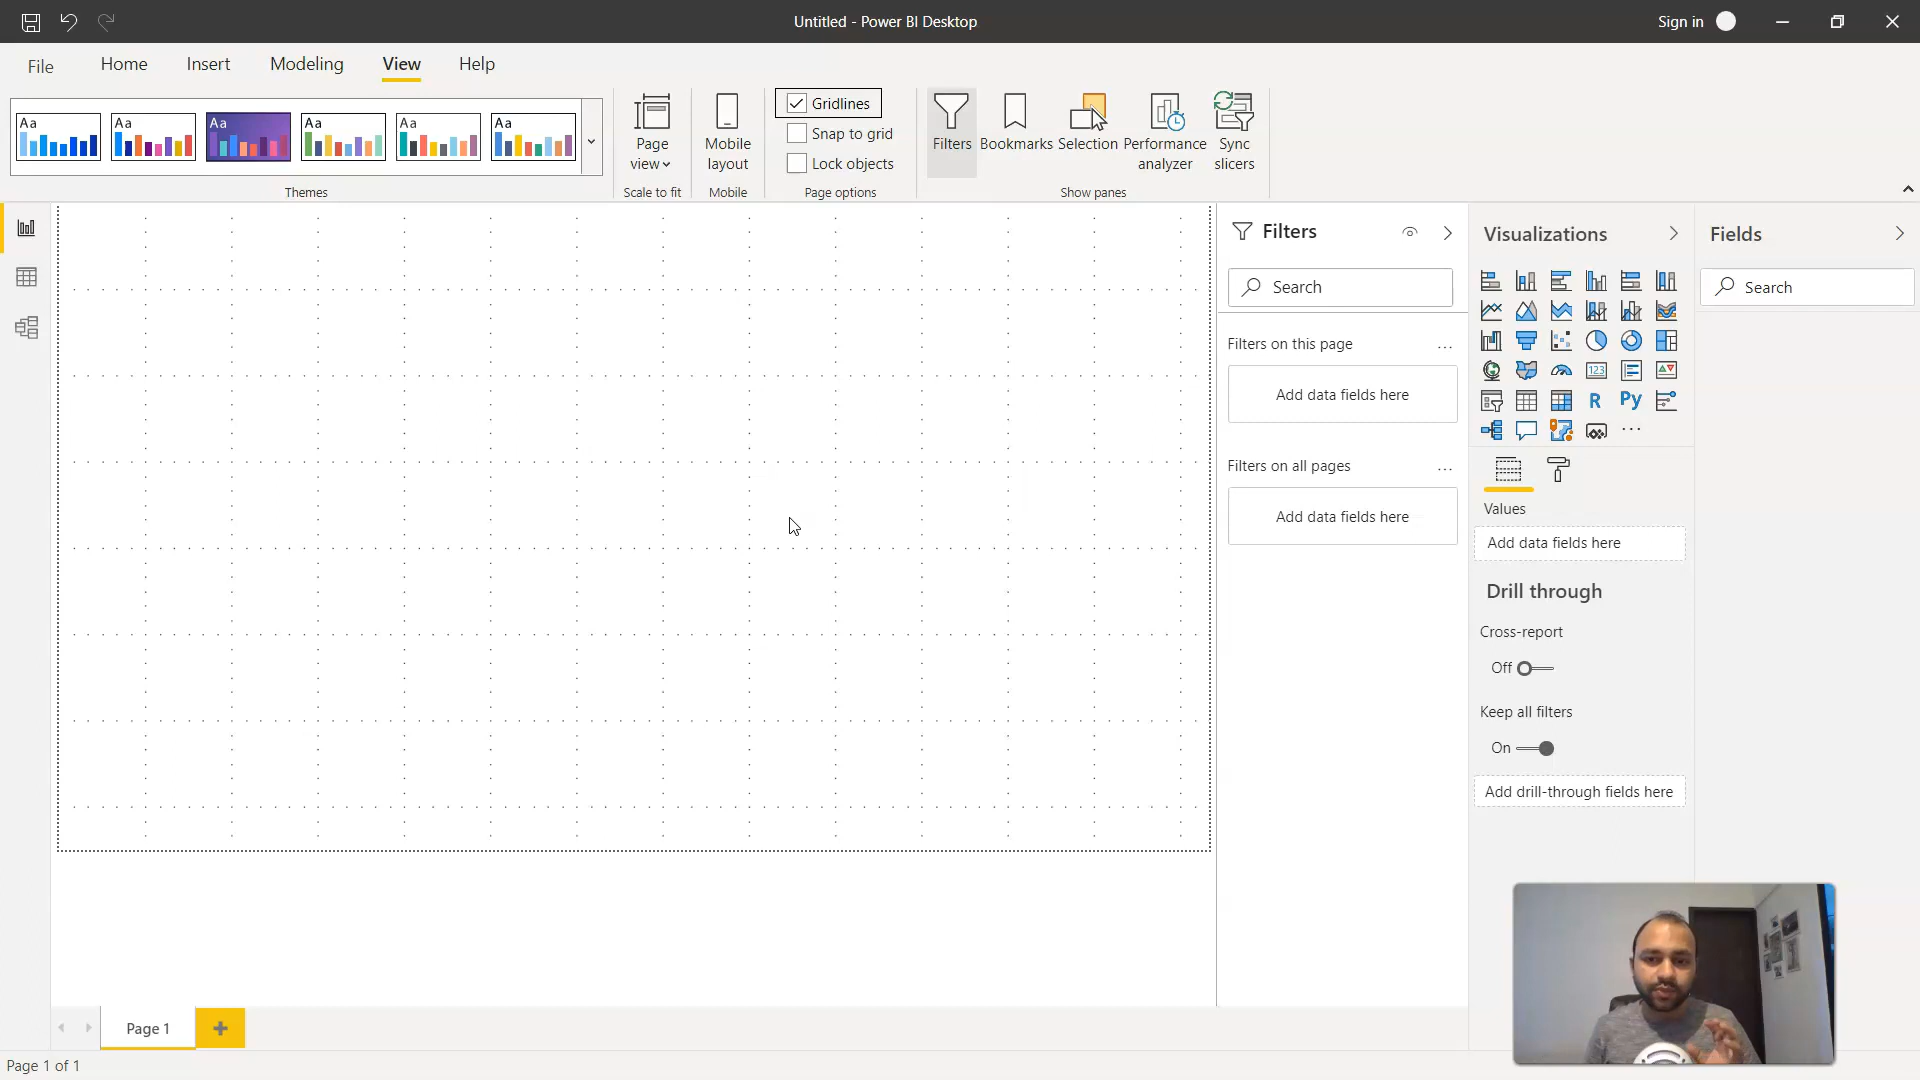 Untitled - Power BI Desktop
Sign in
File
Home
Insert
Modeling
View
Help
Aa
Aa
Aa
Aa
Aa
Aa
Themes
Page
view
Scale to fit
Mobile
layout
Mobile
Gridlines
Snap to grid
Lock objects
Page options
Filters
Bookmarks
Selection
Performance
analyzer
Sync
slicers
Show panes
Filters
Search
Filters on this page
...
Add data fields here
Filters on all pages
...
Add data fields here
Visualizations
123
R
Py
...
Values
Add data fields here
Drill through
Cross-report
Off
Keep all filters
On
Add drill-through fields here
Fields
Search
Page 1
Page 1 of 1